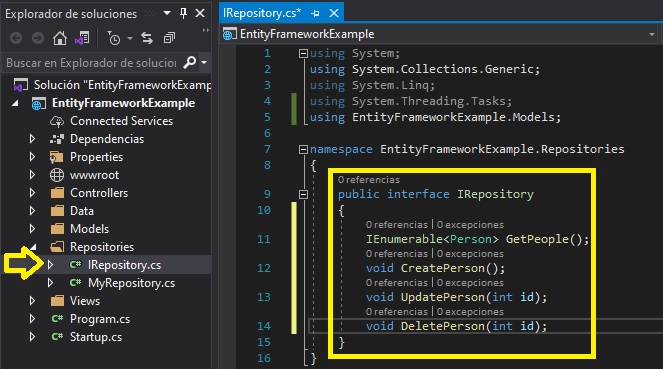 Explorador de soluciones
Buscar en Explorador de solucior
Solución "EntityFrameworkExamp
EntityFrameworkExample
Connected Services
Dependencias
Properties
wwwroot
Controllers
Data
Models
Repositories
IRepository.cs
MyRepository.cs
Views
Program.cs
Startup.cs
IRepository.cs*
EntityFrameworkExample
1 using System;
2 using System.Collections.Generic;
3 using System.Linq;
4 using System.Threading.Tasks;
5 using EntityFrameworkExample.Models;
6
7 namespace EntityFrameworkExample.Repositories
8 {
0 referencias
9 public interface IRepository
10 {
0 referencias | 0 excepciones
11 IEnumerable<Person> GetPeople();
0 referencias | 0 excepciones
12 void CreatePerson();
0 referencias | 0 excepciones
13 void UpdatePerson(int id);
0 referencias | 0 excepciones
14 void DeletePerson(int id);
15 }
16 }